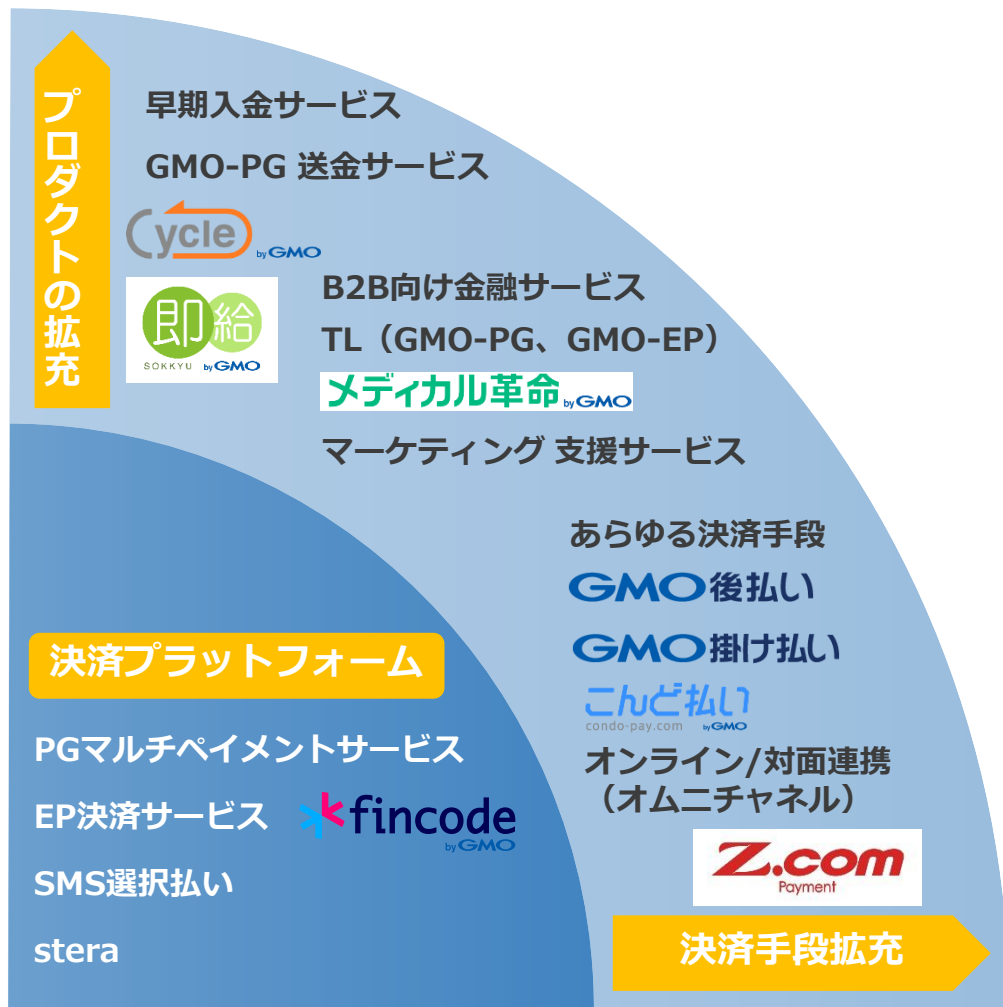 プロダクトの拡充
早期入金サービス
GMO-PG 送金サービス
Cycle
by GMO
即給
SOKKYU by GMO
B2B向け金融サービス
TL（GMO-PG、GMO-EP）
メディカル革命 by GMO
マーケティング 支援サービス
あらゆる決済手段
GMO後払い
GMO掛け払い
こんど払い
condo-pay.com by GMO
オンライン/対面連携
（オムニチャネル）
Z.com
Payment
決済手段拡充
決済プラットフォーム
PGマルチペイメントサービス
EP決済サービス
fincode
by GMO
SMS選択払い
stera